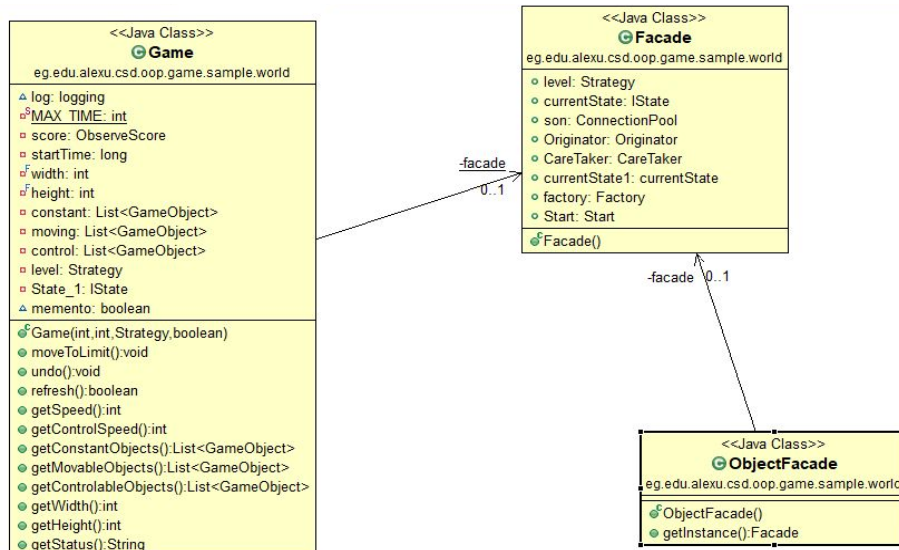 <<Java Class>>
Game
eg.edu.alexu.csd.oop.game.sample.world
log: logging
MAX_TIME: int
score: ObserveScore
startTime: long
width: int
height: int
constant: List<GameObject>
moving: List<GameObject>
control: List<GameObject>
level: Strategy
State_1: IState
memento: boolean
Game(int,int,Strategy,boolean)
moveToLimit():void
undo():void
refresh():boolean
getSpeed():int
getControlSpeed():int
getConstantObjects():List<GameObject>
getMovableObjects():List<GameObject>
getControlableObjects():List<GameObject>
getWidth():int
getHeight():int
getStatus():String
-facade
0..1
<<Java Class>>
Facade
eg.edu.alexu.csd.oop.game.sample.world
level: Strategy
currentState: IState
son: ConnectionPool
Originator: Originator
CareTaker: CareTaker
currentState1: currentState
factory: Factory
Start: Start
Facade()
-facade 0..1
<<Java Class>>
ObjectFacade
eg.edu.alexu.csd.oop.game.sample.world
ObjectFacade()
getInstance():Facade